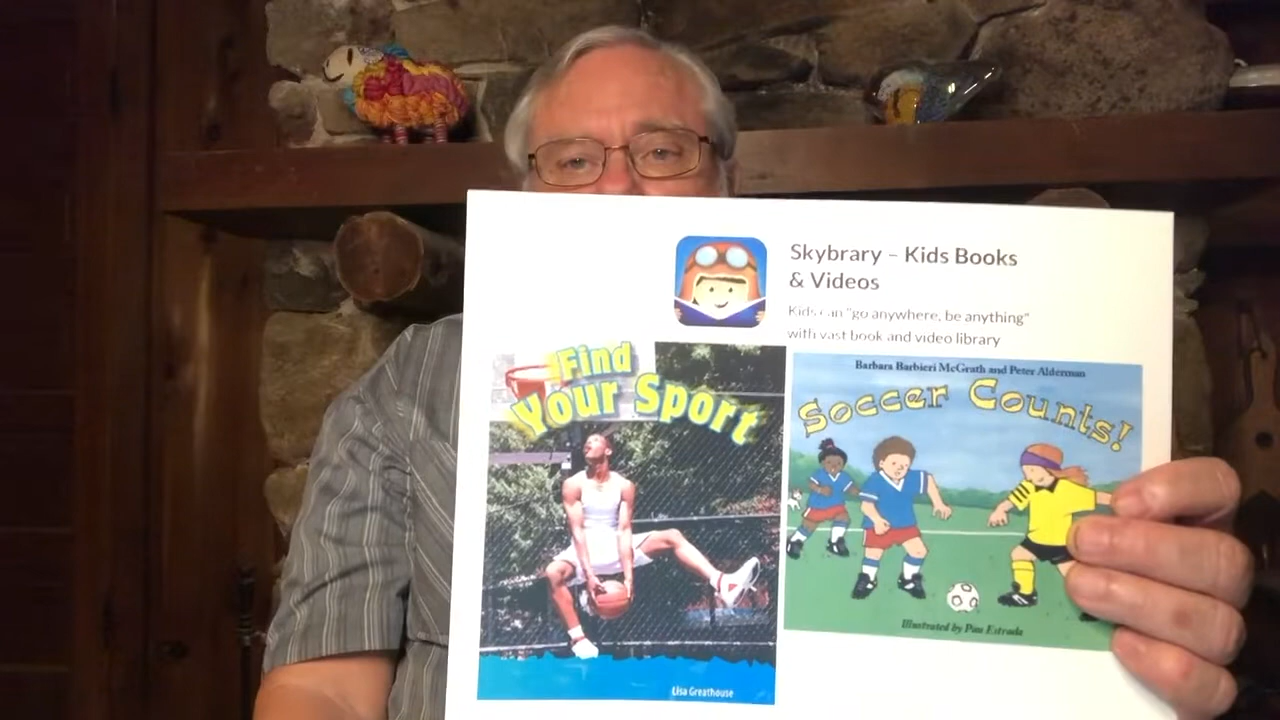 Skybrary – Kids Books
& Videos
Kids can "go anywhere, be anything"
with vast book and video library
Find
Your Sport
Lisa Greathouse
Barbara Barbieri McGrath and Peter Alderman
Soccer Counts!
Illustrated by Pau Estrada